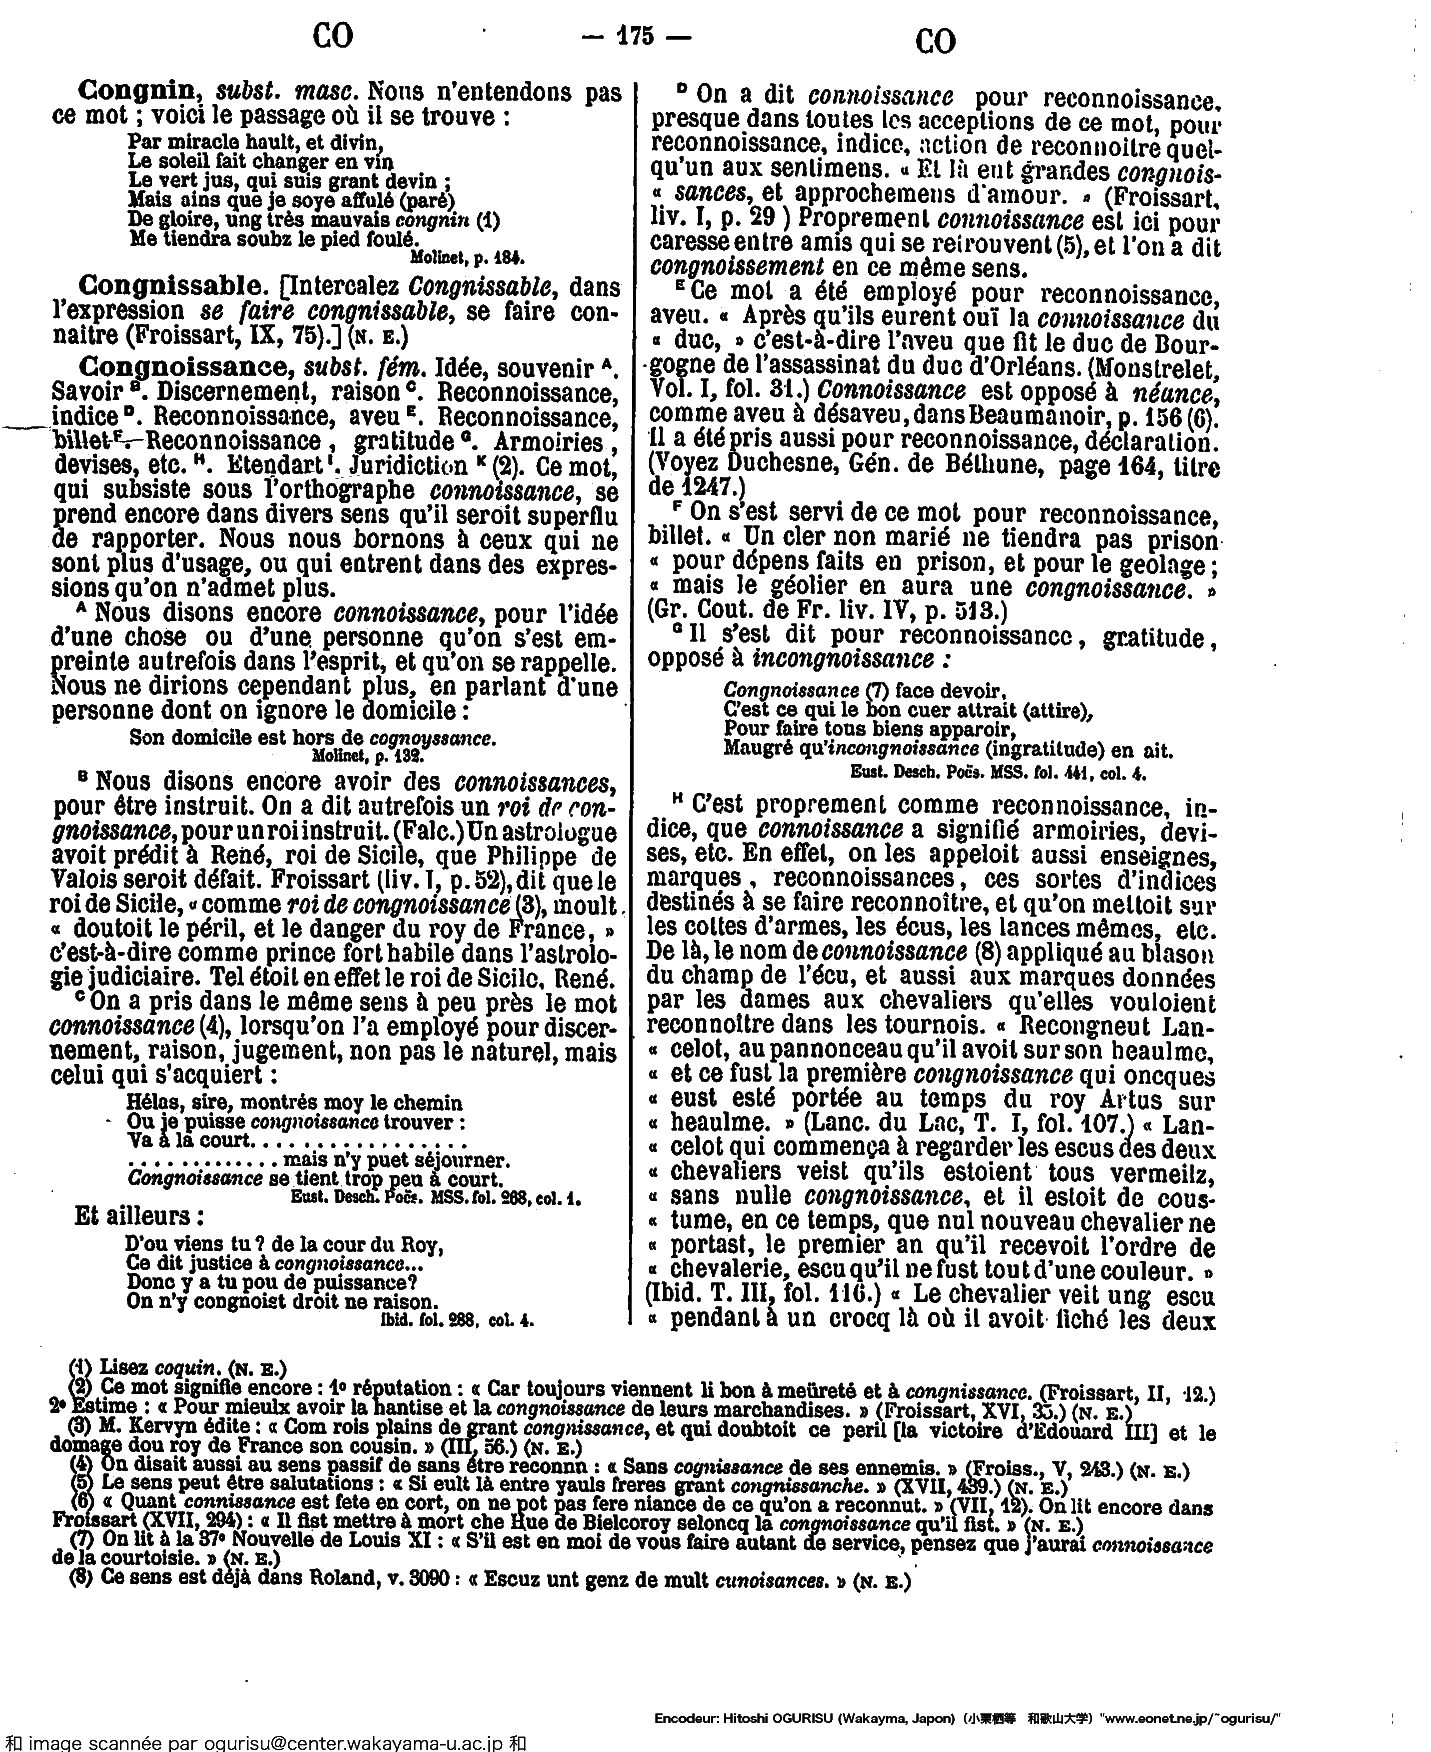 CO
— 175 —
CO
Congnin, subst. masc. Nous n'entendons pas
ce mot ; voici le passage où il se trouve :
Par miracle hault, et divin,
Le soleil fait changer en vin
Le vert jus, qui suis grant devin ;
Mais ains que je soye affulé (paré)
De gloire, ung très mauvais congnin (1)
Me tiendra soubz le pied foulé.
Molinet, p. 184.
Congnissable. [Intercalez Congnissable, dans
l'expression se faire congnissable, se faire con-
naitre (Froissart, IX, 75).] (N. E.)
Congnoissance, subst. fém. Idée, souvenir A.
Savoir B. Discernement, raison C. Reconnoissance,
indice D. Reconnoissance, aveu E. Reconnoissance,
billet F. Reconnoissance, gratitude G. Armoiries,
devises, etc. H. Etendart I. Juridiction K (2). Ce mot,
qui subsiste sous l'orthographe connoissance, se
prend encore dans divers sens qu'il seroit superflu
de rapporter. Nous nous bornons à ceux qui ne
sont plus d'usage, ou qui entrent dans des expres-
sions qu'on n'admet plus.
A Nous disons encore connoissance, pour l'idée
d'une chose ou d'une personne qu'on s'est em-
preinte autrefois dans l'esprit, et qu'on se rappelle.
Nous ne dirions cependant plus, en parlant d'une
personne dont on ignore le domicile :
Son domicile est hors de cognoyssance.
Molinet, p. 132.
B Nous disons encore avoir des connoissances,
pour être instruit. On a dit autrefois un roi de con-
gnoissance, pour un roi instruit. (Falc.) Un astrologue
avoit prédit à René, roi de Sicile, que Philippe de
Valois seroit défait. Froissart (liv. I, p. 52), dit que le
roi de Sicile, « comme roi de congnoissance (3), moult
« doutoit le péril, et le danger du roy de France, »
c'est-à-dire comme prince fort habile dans l'astrolo-
gie judiciaire. Tel étoit en effet le roi de Sicile, René.
C On a pris dans le même sens à peu près le mot
connoissance (4), lorsqu'on l'a employé pour discer-
nement, raison, jugement, non pas le naturel, mais
celui qui s'acquiert :
Hélas, sire, montrés moy le chemin
Ou je puisse congnoissance trouver :
Va à la court. . . . . . . . . . . . . . . . . .
. . . . . . . . . . . . . mais n'y puet séjourner.
Congnoissance se tient trop peu à court.
Eust. Desch. Poës. MSS. fol. 268, col. 1.
Et ailleurs :
D'ou viens tu ? de la cour du Roy,
Ce dit justice à congnoissance...
Donc y a tu pou de puissance?
On n'y congnoist droit ne raison.
Ibid. fol. 288, col. 4.
D On a dit connoissance pour reconnoissance,
presque dans toutes les acceptions de ce mot, pour
reconnoissance, indice, action de reconnoitre quel-
qu'un aux sentimens. « Et là eut grandes congnois-
« sances, et approchemens d'amour. » (Froissart,
liv. I, p. 29 ) Proprement connoissance est ici pour
caresse entre amis qui se retrouvent (5), et l'on a dit
congnoissement en ce même sens.
E Ce mot a été employé pour reconnoissance,
aveu. « Après qu'ils eurent ouï la connoissance du
« duc, » c'est-à-dire l'aveu que fit le duc de Bour-
gogne de l'assassinat du duc d'Orléans. (Monstrelet,
Vol. I, fol. 31.) Connoissance est opposé à néance,
comme aveu à désaveu, dans Beaumanoir, p. 156 (6).
Il a été pris aussi pour reconnoissance, déclaration.
(Voyez Duchesne, Gén. de Béthune, page 164, titre
de 1247.)
F On s'est servi de ce mot pour reconnoissance,
billet. « Un cler non marié ne tiendra pas prison
« pour dépens faits en prison, et pour le geolage ;
« mais le géolier en aura une congnoissance. »
(Gr. Cout. de Fr. liv. IV, p. 513.)
G Il s'est dit pour reconnoissance, gratitude,
opposé à incongnoissance :
Congnoissance (7) face devoir,
C'est ce qui le bon cuer attrait (attire),
Pour faire tous biens apparoir,
Maugré qu'incongnoissance (ingratitude) en ait.
Eust. Desch. Poës. MSS. fol. 441, col. 4.
H C'est proprement comme reconnoissance, in-
dice, que connoissance a signifié armoiries, devi-
ses, etc. En effet, on les appeloit aussi enseignes,
marques, reconnoissances, ces sortes d'indices
destinés à se faire reconnoître, et qu'on mettoit sur
les cottes d'armes, les écus, les lances mêmes, etc.
De là, le nom de connoissance (8) appliqué au blason
du champ de l'écu, et aussi aux marques données
par les dames aux chevaliers qu'elles vouloient
reconnoître dans les tournois. « Recongneut Lan-
« celot, au pannonceau qu'il avoit sur son heaulme,
« et ce fust la première congnoissance qui oncques
« eust esté portée au temps du roy Artus sur
« heaulme. » (Lanc. du Lac, T. I, fol. 107.) « Lan-
« celot qui commença à regarder les escus des deux
« chevaliers veist qu'ils estoient tous vermeilz,
« sans nulle congnoissance, et il estoit de cous-
« tume, en ce temps, que nul nouveau chevalier ne
« portast, le premier an qu'il recevoit l'ordre de
« chevalerie, escu qu'il ne fust tout d'une couleur. »
(Ibid. T. III, fol. 116.) « Le chevalier veit ung escu
« pendant à un crocq là où il avoit fiché les deux
(1) Lisez coquin. (N. E.)
(2) Ce mot signifie encore : 1º réputation : « Car toujours viennent li bon à meüreté et à congnissance. (Froissart, II, 12.)
2º Estime : « Pour mieulx avoir la hantise et la congnoissance de leurs marchandises. » (Froissart, XVI, 35.) (N. E.)
(3) M. Kervyn édite : « Com rois plains de grant congnissance, et qui doubtoit ce peril [la victoire d'Edouard III] et le
domage dou roy de France son cousin. » (III, 56.) (N. E.)
(4) On disait aussi au sens passif de sans être reconnn : « Sans cognissance de ses ennemis. » (Froiss., V, 243.) (N. E.)
(5) Le sens peut être salutations : « Si eult là entre yauls freres grant congnissanche. » (XVII, 439.) (N. E.)
(6) « Quant connissance est fete en cort, on ne pot pas fere niance de ce qu'on a reconnut. » (VII, 12). On lit encore dans
Froissart (XVII, 294) : « Il fist mettre à mort che Hue de Bielcoroy seloncq la congnoissance qu'il fist. » (N. E.)
(7) On lit à la 37e Nouvelle de Louis XI : « S'il est en moi de vous faire autant de service, pensez que j'aurai connoissance
de la courtoisie. » (N. E.)
(8) Ce sens est déjà dans Roland, v. 3090 : « Escuz unt genz de mult cunoisances. » (N. E.)
Encodeur: Hitoshi OGURISU (Wakayma, Japon) (小栗栖等 和歌山大学) "www.eonet.ne.jp/~ogurisu/"
和 image scannée par ogurisu@center.wakayama-u.ac.jp 和